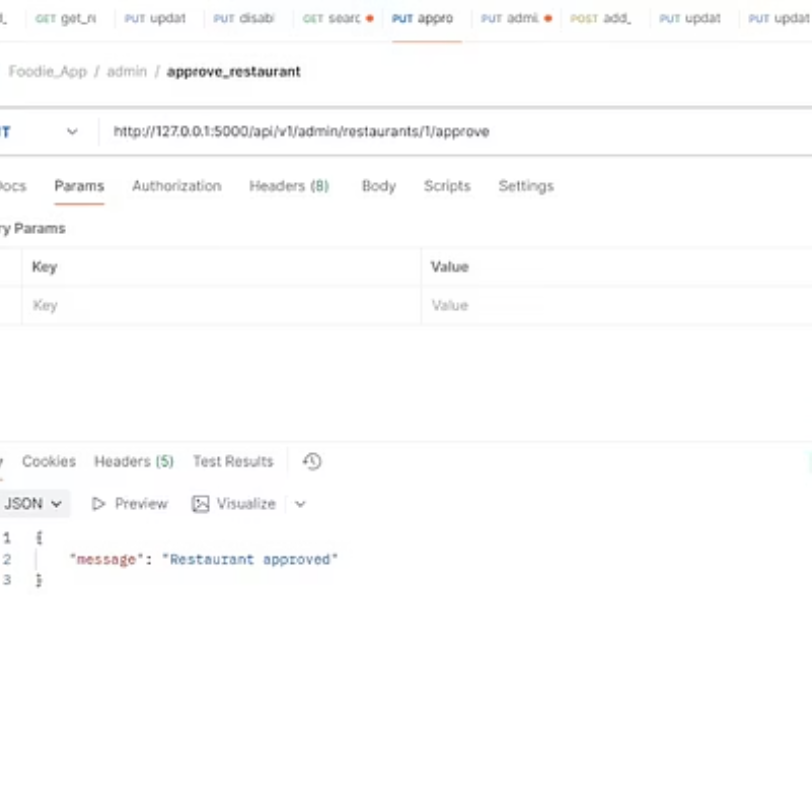 GET get_r PUT updat PUT disabl GET searc PUT appro PUT admi. POST add_ PUT updat PUT updat
Foodie_App / admin / approve_restaurant
T http://127.0.0.1:5000/api/v1/admin/restaurants/1/approve
Docs Params Authorization Headers (8) Body Scripts Settings
ry Params
Key Value
Key Value
Cookies Headers (5) Test Results
JSON Preview Visualize
1 {
2 "message": "Restaurant approved"
3 }